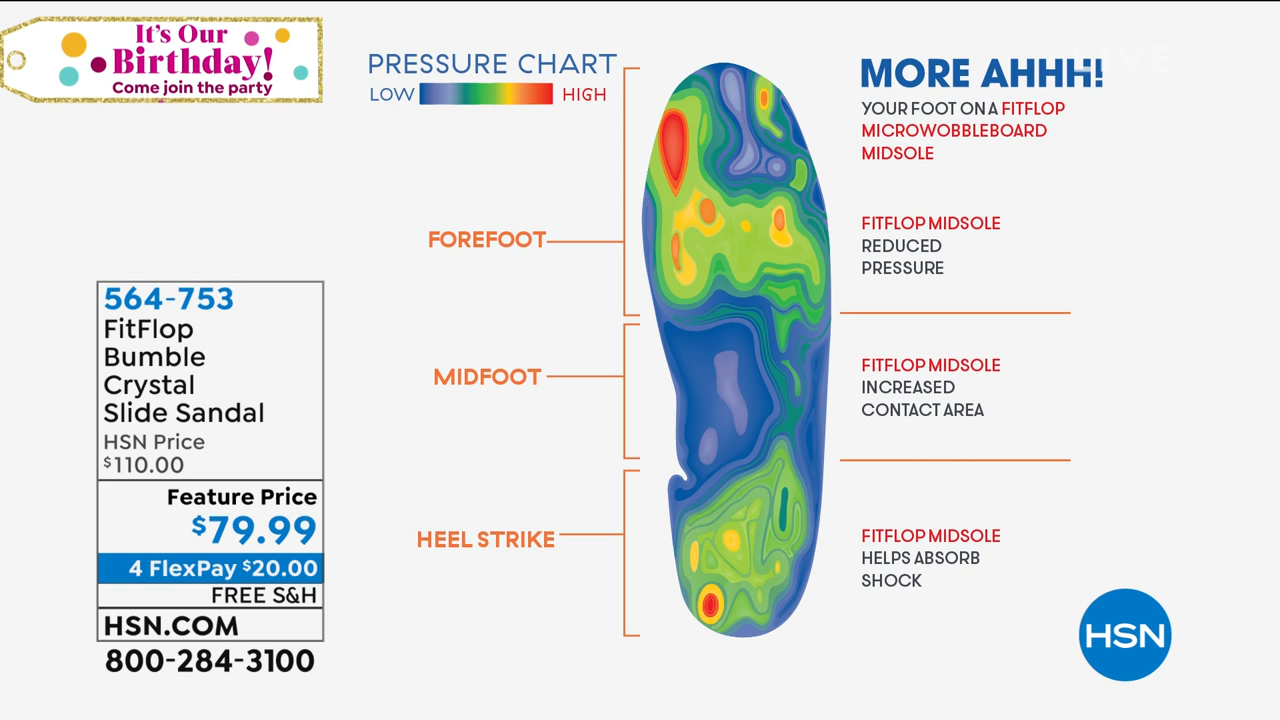 It's Our
Birthday!
Come join the party
PRESSURE CHART
LOW HIGH
FOREFOOT
MIDFOOT
HEEL STRIKE
LIVE
MORE AHHH!
YOUR FOOT ON A FITFLOP
MICROWOBBLEBOARD
MIDSOLE
FITFLOP MIDSOLE
REDUCED
PRESSURE
FITFLOP MIDSOLE
INCREASED
CONTACT AREA
FITFLOP MIDSOLE
HELPS ABSORB
SHOCK
564-753
FitFlop
Bumble
Crystal
Slide Sandal
HSN Price
$110.00
Feature Price
$79.99
4 FlexPay $20.00
FREE S&H
HSN.COM
800-284-3100
HSN